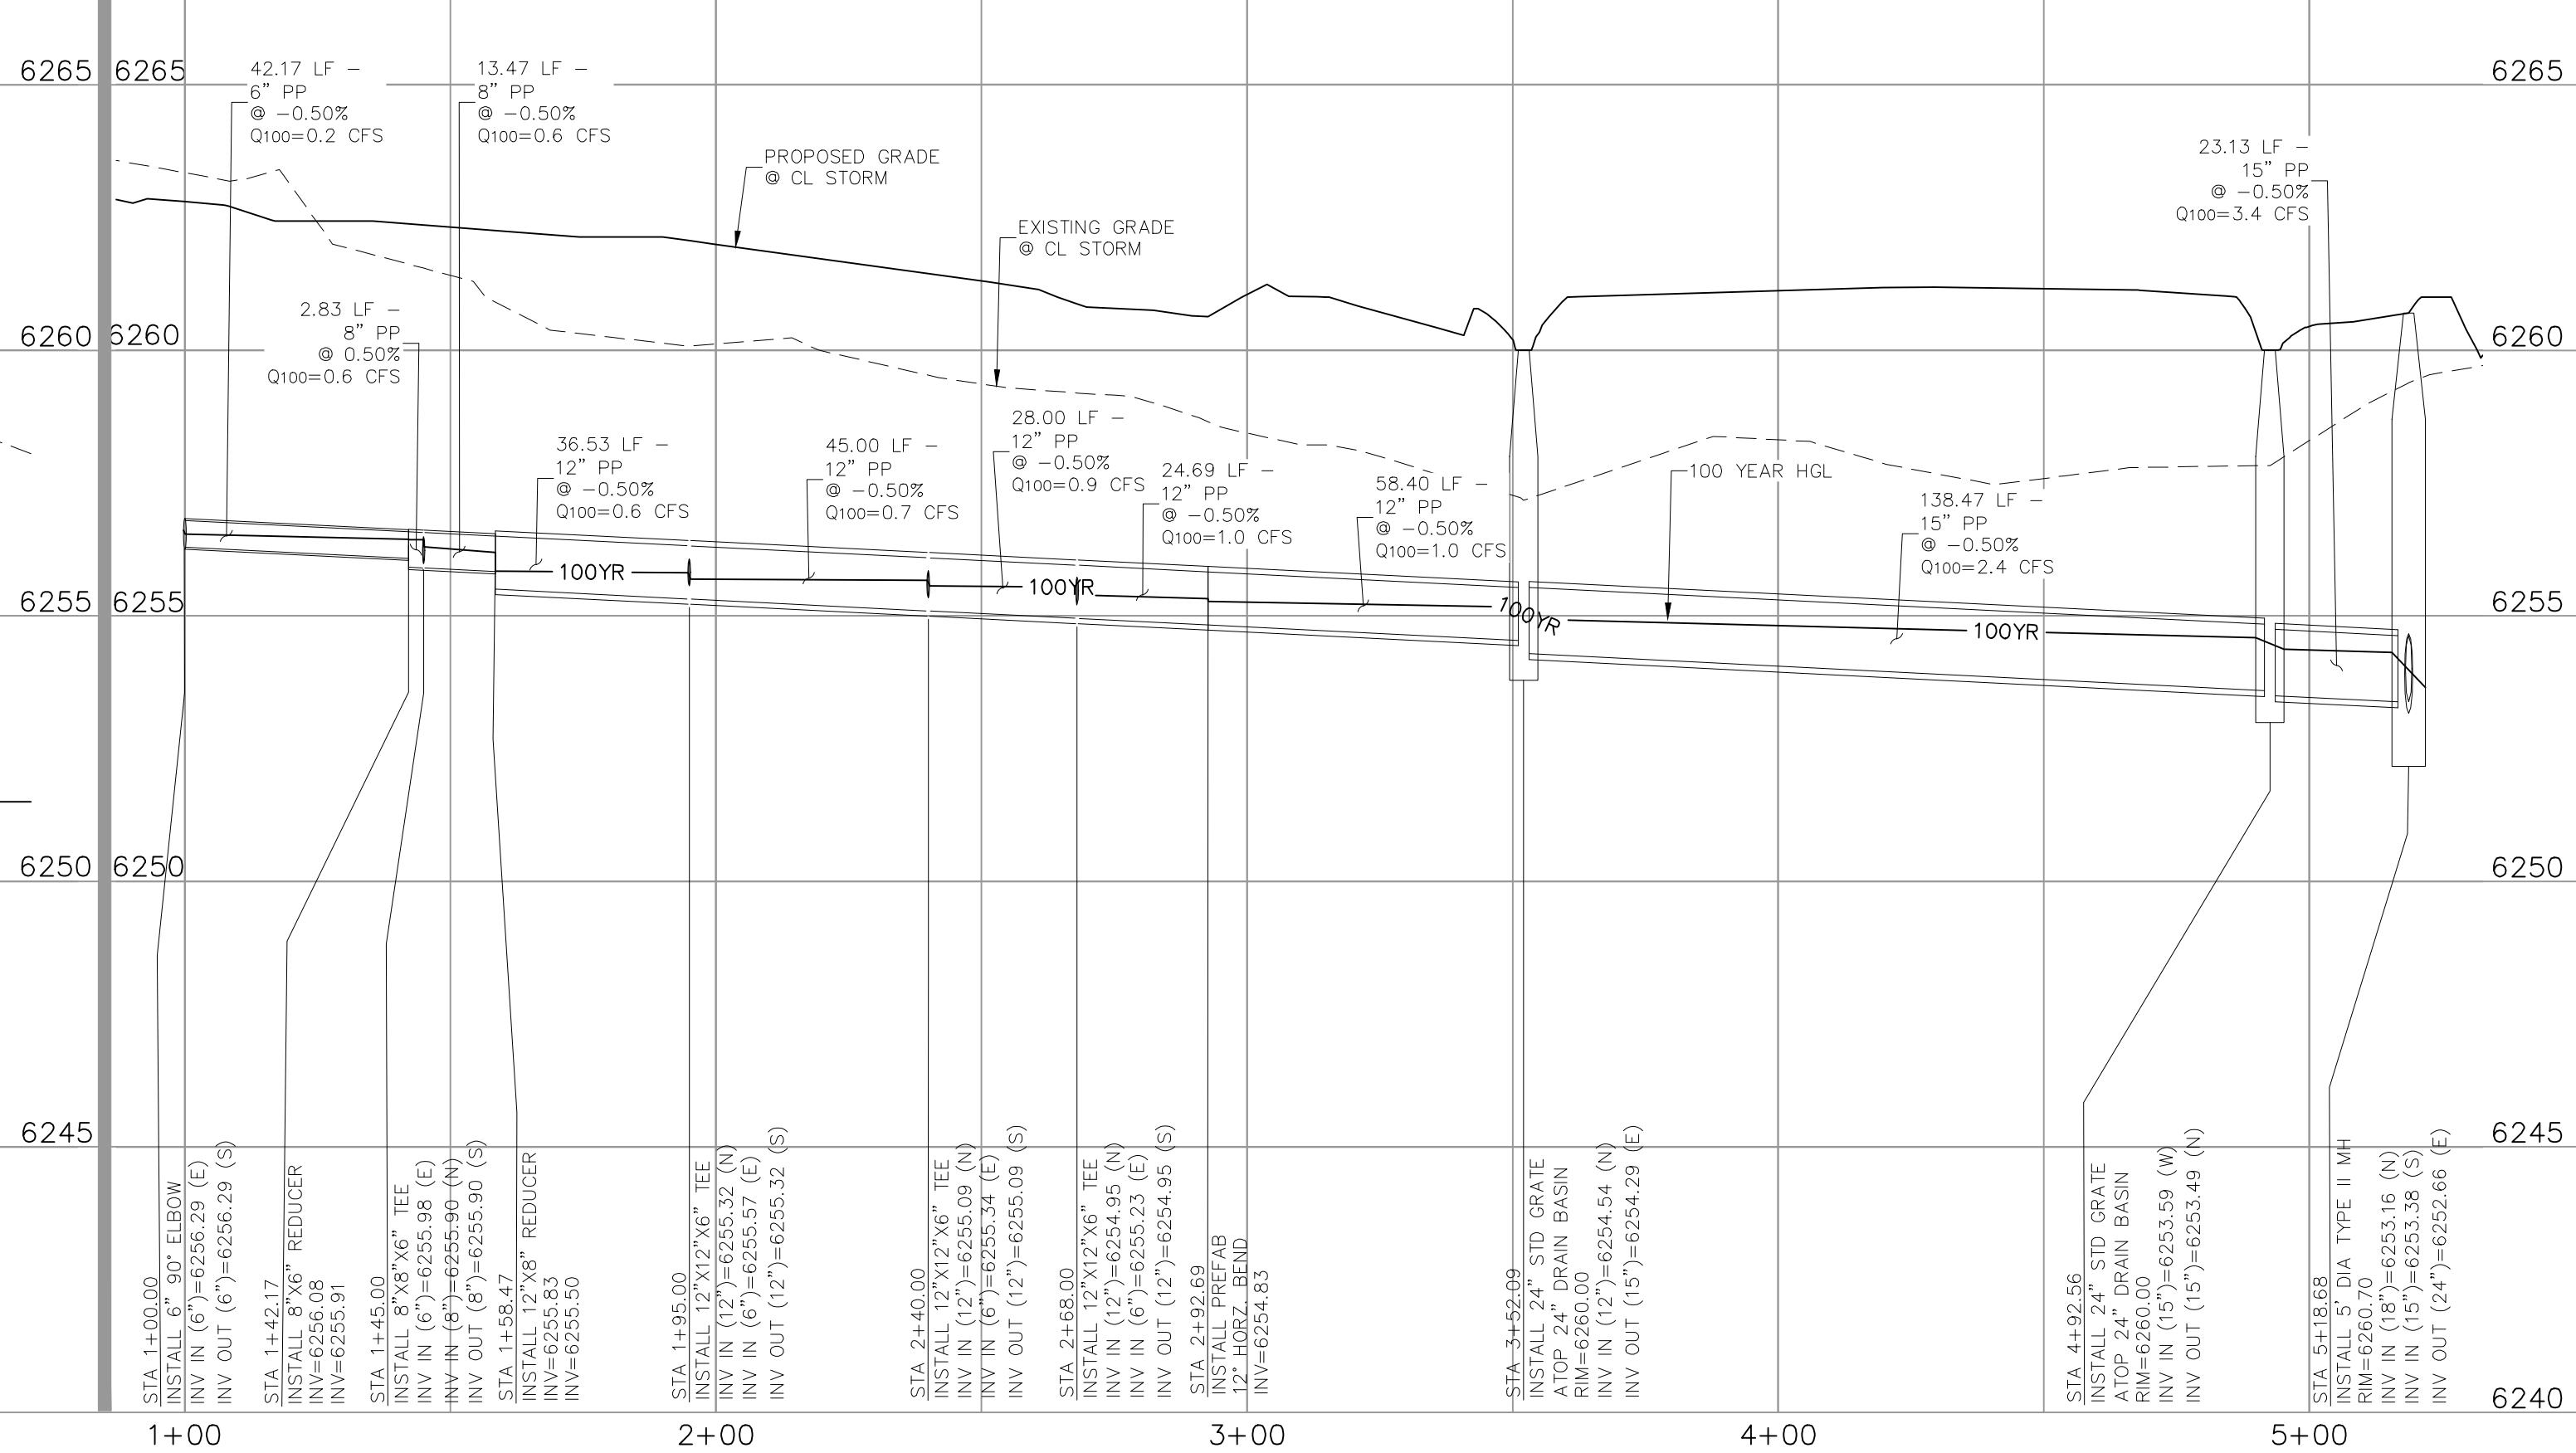 6265
6265
6265
42.17 LF –
6" PP
@ –0.50%
Q100=0.2 CFS
13.47 LF –
8" PP
@ –0.50%
Q100=0.6 CFS
PROPOSED GRADE
@ CL STORM
EXISTING GRADE
@ CL STORM
23.13 LF –
15" PP
@ –0.50%
Q100=3.4 CFS
6260
6260
6260
2.83 LF –
8" PP
@ 0.50%
Q100=0.6 CFS
36.53 LF –
12" PP
@ –0.50%
Q100=0.6 CFS
45.00 LF –
12" PP
@ –0.50%
Q100=0.7 CFS
28.00 LF –
12" PP
@ –0.50%
Q100=0.9 CFS
24.69 LF –
12" PP
@ –0.50%
Q100=1.0 CFS
58.40 LF –
12" PP
@ –0.50%
Q100=1.0 CFS
100 YEAR HGL
138.47 LF –
15" PP
@ –0.50%
Q100=2.4 CFS
100YR
100YR
100YR
100YR
6255
6255
6255
6250
6250
6250
6245
6245
STA 1+00.00
INSTALL 6" 90° ELBOW
INV IN (6")=6256.29 (E)
INV OUT (6")=6256.29 (S)
STA 1+42.17
INSTALL 8"X6" REDUCER
INV=6256.08
INV=6255.91
STA 1+45.00
INSTALL 8"X8"X6" TEE
INV IN (6")=6255.98 (E)
INV IN (8")=6255.90 (N)
INV OUT (8")=6255.90 (S)
STA 1+58.47
INSTALL 12"X8" REDUCER
INV=6255.83
INV=6255.50
STA 1+95.00
INSTALL 12"X12"X6" TEE
INV IN (12")=6255.32 (N)
INV IN (6")=6255.57 (E)
INV OUT (12")=6255.32 (S)
STA 2+40.00
INSTALL 12"X12"X6" TEE
INV IN (12")=6255.09 (N)
INV IN (6")=6255.34 (E)
INV OUT (12")=6255.09 (S)
STA 2+68.00
INSTALL 12"X12"X6" TEE
INV IN (12")=6254.95 (N)
INV IN (6")=6255.23 (E)
INV OUT (12")=6254.95 (S)
STA 2+92.69
INSTALL PREFAB
12° HORZ. BEND
INV=6254.83
STA 3+52.09
INSTALL 24" STD GRATE
ATOP 24" DRAIN BASIN
RIM=6260.00
INV IN (12")=6254.54 (N)
INV OUT (15")=6254.29 (E)
STA 4+92.56
INSTALL 24" STD GRATE
ATOP 24" DRAIN BASIN
RIM=6260.00
INV IN (15")=6253.59 (W)
INV OUT (15")=6253.49 (N)
STA 5+18.68
INSTALL 5' DIA TYPE II MH
RIM=6260.70
INV IN (18")=6253.16 (N)
INV IN (15")=6253.38 (S)
INV OUT (24")=6252.66 (E)
6240
1+00
2+00
3+00
4+00
5+00